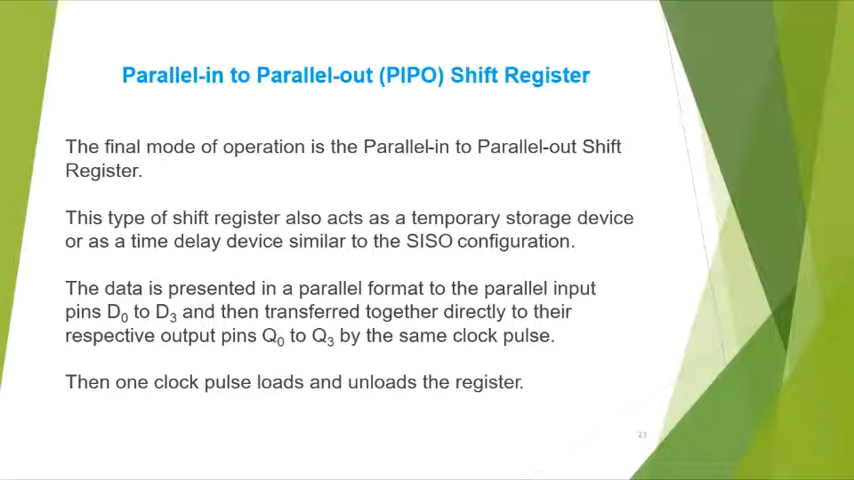 Parallel-in to Parallel-out (PIPO) Shift Register
The final mode of operation is the Parallel-in to Parallel-out Shift
Register.
This type of shift register also acts as a temporary storage device
or as a time delay device similar to the SISO configuration.
The data is presented in a parallel format to the parallel input
pins D₀ to D₃ and then transferred together directly to their
respective output pins Q₀ to Q₃ by the same clock pulse.
Then one clock pulse loads and unloads the register.